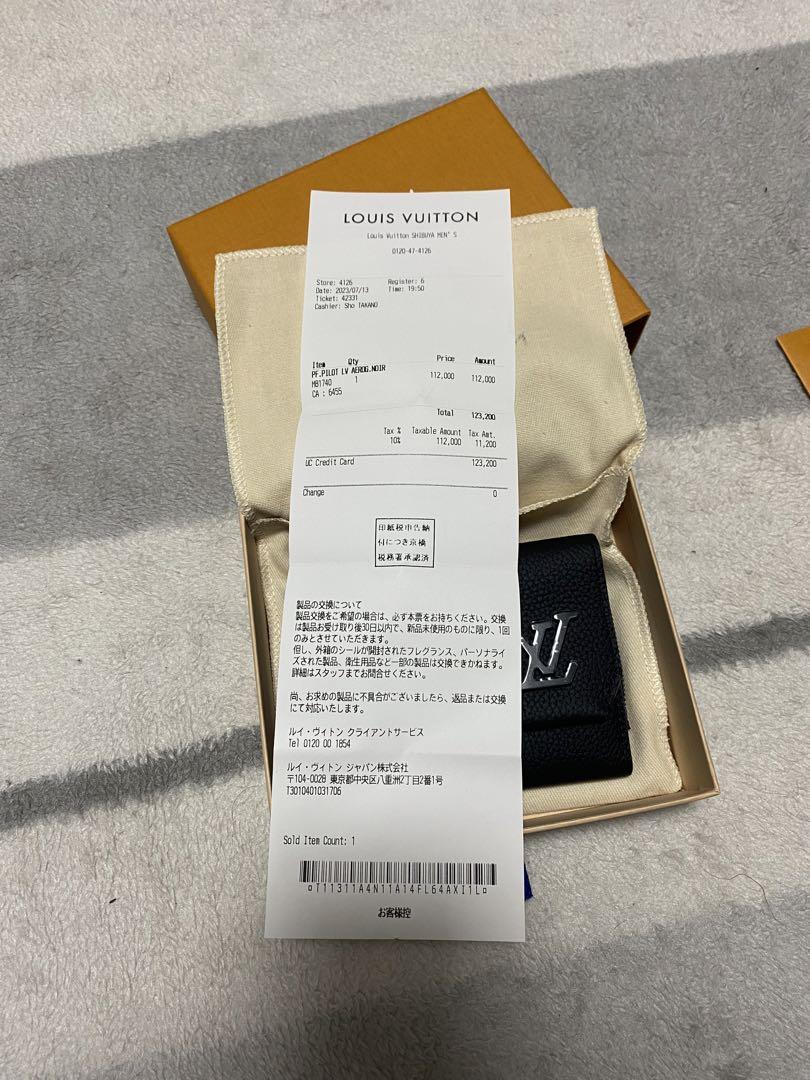 LOUIS VUITTON
Louis Vuitton SHIBUYA MEN'S
0120-47-4126
Store: 4126 Register: 6
Date: 2023/07/13 Time: 19:50
Ticket: 42331
Cashier: Sho TAKANO
Item Qty Price Amount
PF.PILOT LV AEROG.NOIR
M81740 1 112,000 112,000
CA : 6455
Total 123,200
Tax % Taxable Amount Tax Amt.
10% 112,000 11,200
UC Credit Card 123,200
Change 0
印紙税申告納
付につき京橋
税務署承認済
製品の交換について
製品交換をご希望の場合は、必ず本票をお持ちください。交換
は製品お受け取り後30日以内で、新品未使用のものに限り、1回
のみとさせていただきます。
但し、外箱のシールが開封されたフレグランス、パーソナライ
ズされた製品、衛生用品など一部の製品は交換できかねます。
詳細はスタッフまでお問合せください。
尚、お求めの製品に不具合がございましたら、返品または交換
にて対応いたします。
ルイ・ヴィトン クライアントサービス
Tel 0120 00 1854
ルイ・ヴィトン ジャパン株式会社
〒104-0028 東京都中央区八重洲2丁目2番1号
T3010401031706
Sold Item Count: 1
¤T11311A4N11A14FL64AXI1L¤
お客様控
LV